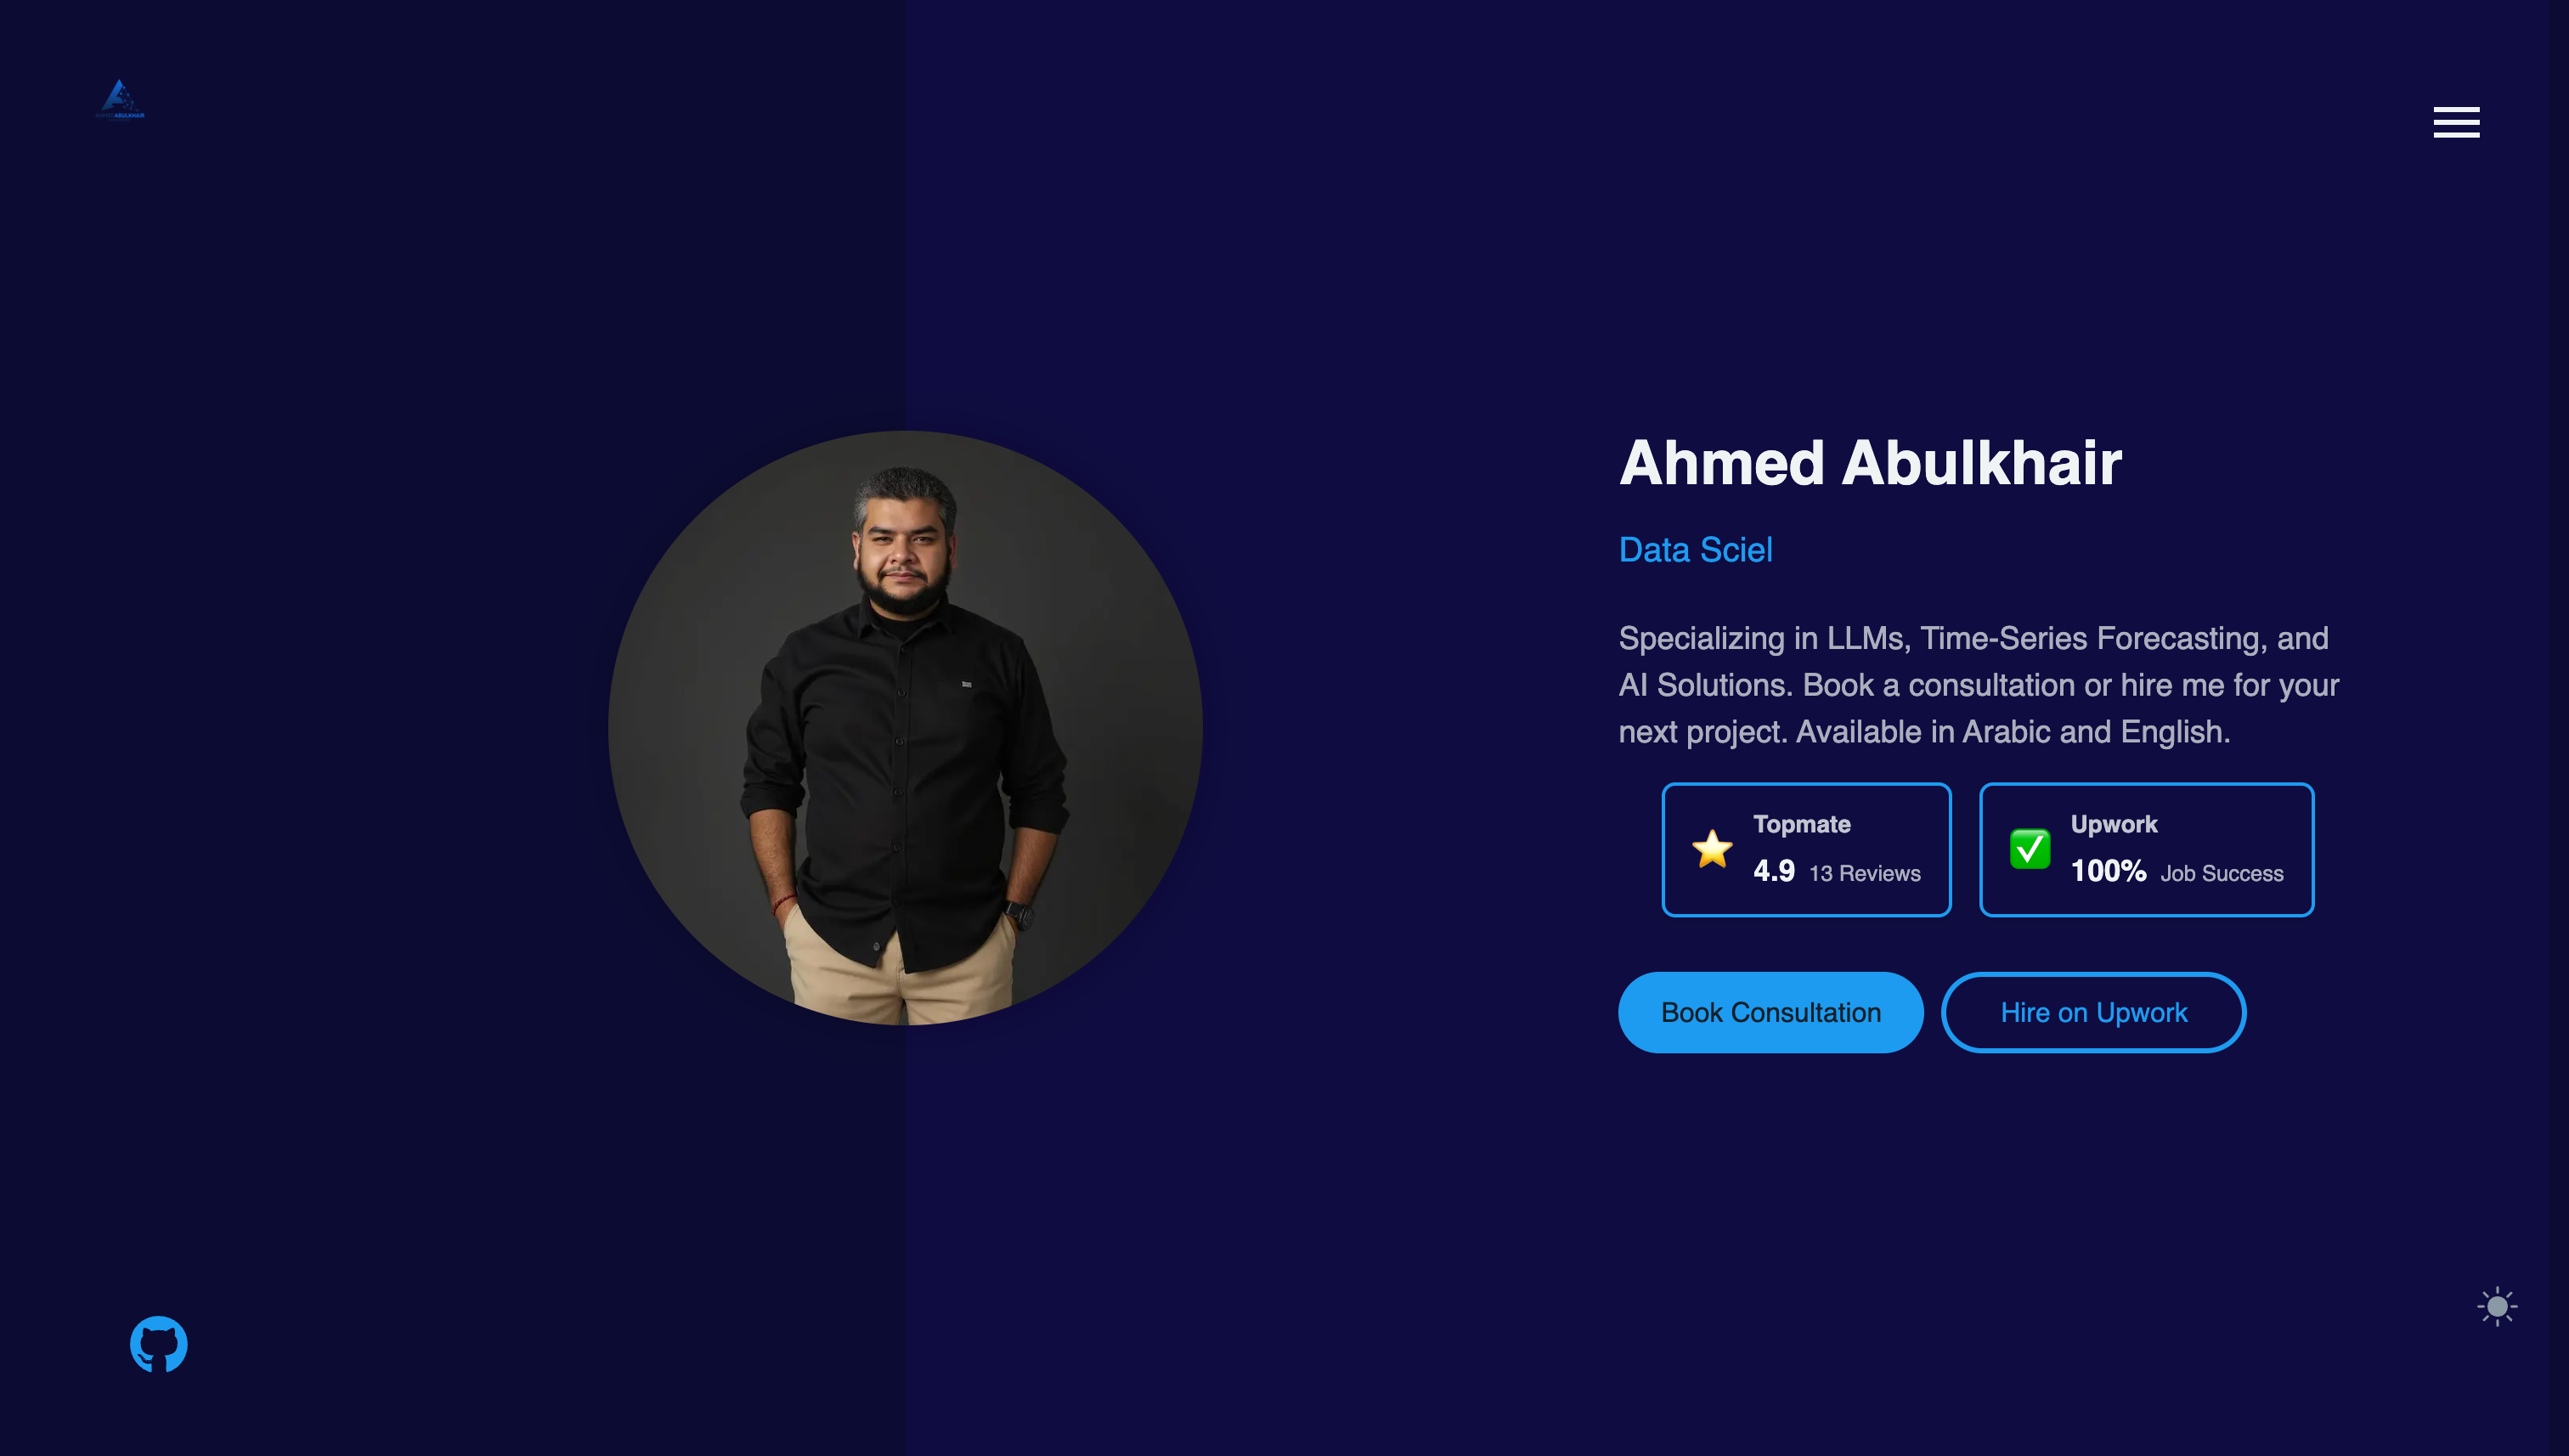 Ahmed Abulkhair
Data Sciel
Specializing in LLMs, Time-Series Forecasting, and
AI Solutions. Book a consultation or hire me for your
next project. Available in Arabic and English.
Topmate
4.9 13 Reviews
Upwork
100% Job Success
Book Consultation
Hire on Upwork